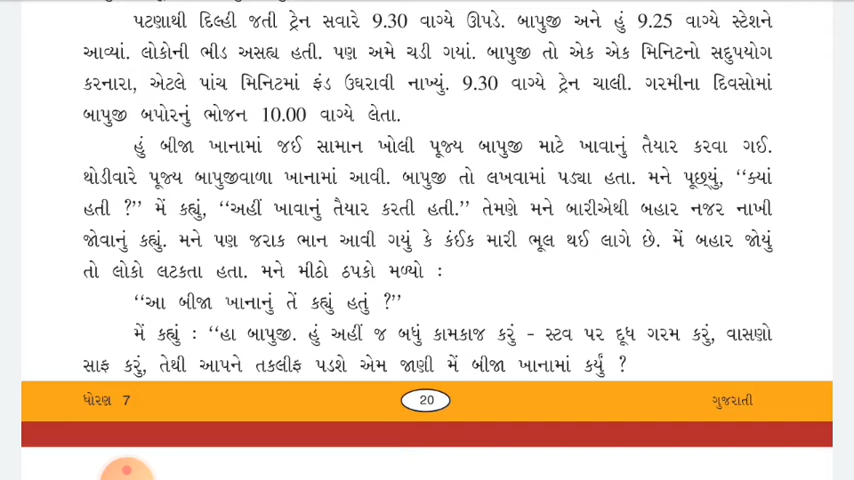 પટણાથી દિલ્હી જતી ટ્રેન સવારે 9.30 વાગ્યે ઊપડે. બાપુજી અને હું 9.25 વાગ્યે સ્ટેશને
આવ્યાં. લોકોની ભીડ અસહ્ય હતી. પણ અમે ચડી ગયાં. બાપુજી તો એક એક મિનિટનો સદુપયોગ
કરનારા, એટલે પાંચ મિનિટમાં ફંડ ઉઘરાવી નાખ્યું. 9.30 વાગ્યે ટ્રેન ચાલી. ગરમીના દિવસોમાં
બાપુજી બપોરનું ભોજન 10.00 વાગ્યે લેતા.
હું બીજા ખાનામાં જઈ સામાન ખોલી પૂજ્ય બાપુજી માટે ખાવાનું તૈયાર કરવા ગઈ.
થોડીવારે પૂજ્ય બાપુજીવાળા ખાનામાં આવી. બાપુજી તો લખવામાં પડ્યા હતા. મને પૂછ્યું, “ક્યાં
હતી ?” મેં કહ્યું, “અહીં ખાવાનું તૈયાર કરતી હતી.” તેમણે મને બારીએથી બહાર નજર નાખી
જોવાનું કહ્યું. મને પણ જરાક ભાન આવી ગયું કે કંઈક મારી ભૂલ થઈ લાગે છે. મેં બહાર જોયું
તો લોકો લટકતા હતા. મને મીઠો ઠપકો મળ્યો :
“આ બીજા ખાનાનું તેં કહ્યું હતું ?”
મેં કહ્યું : “હા બાપુજી. હું અહીં જ બધું કામકાજ કરું - સ્ટવ પર દૂધ ગરમ કરું, વાસણો
સાફ કરું, તેથી આપને તકલીફ પડશે એમ જાણી મેં બીજા ખાનામાં કર્યું ?
ધોરણ 7 20 ગુજરાતી